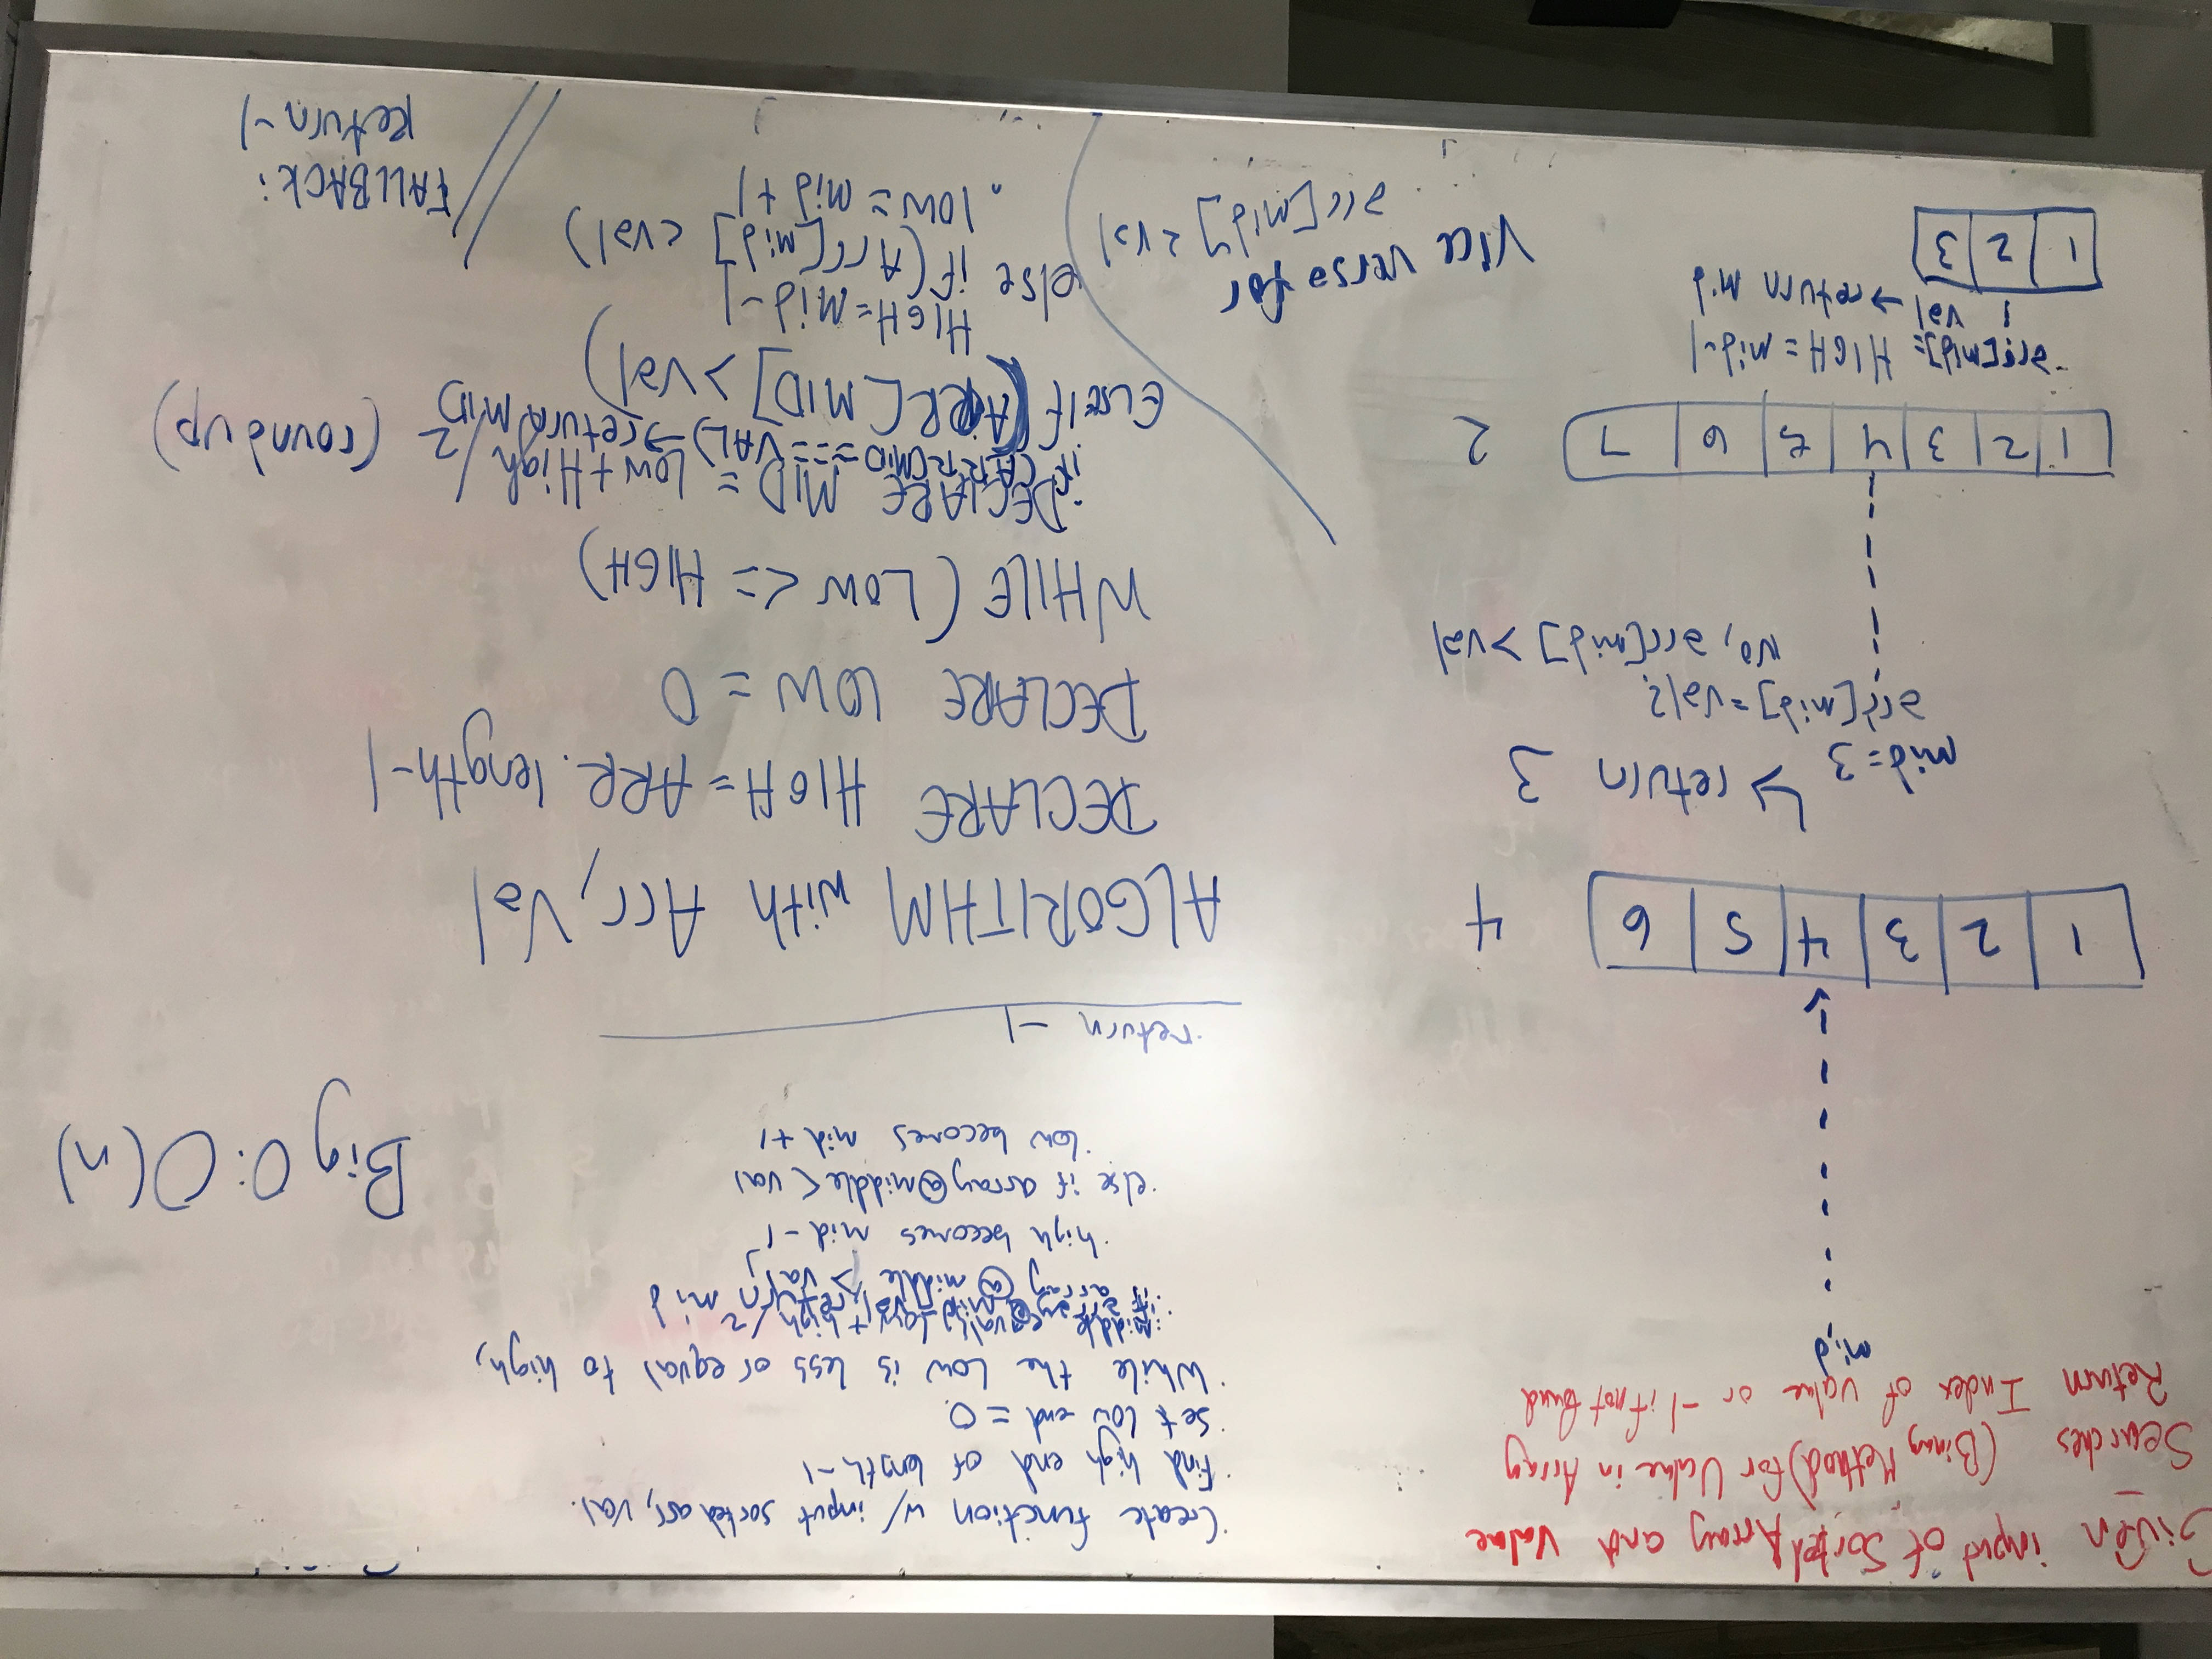 Given input of Sorted Array and Value
Searches (Binary Method) for Value in Array
Return Index of value or -1 if not found
mid
1 2 3 4 5 6 4
↳ return 3
mid=3
arr[mid]=val?
No, arr[mid] > val
1 2 3 4 5 6 7 2
arr[mid]= HIGH = mid-1
val → return mid
1 2 3
Vice versa for
arr[mid] < val
. Create function w/ input sortedarr, val.
. Find high end of length-1
. Set low end = 0
. While the low is less or equal to high,
. Middle equals low + high /2
. if array@mid = val, return mid
. if array @ middle > val,
. high becomes mid-1
. else if array@middle < val
. low becomes mid+1
. return -1
Big O: O(n)
ALGORITHM with Arr, Val
DECLARE HIGH = ARR.length-1
DECLARE LOW = 0
WHILE (LOW <= HIGH)
. DECLARE MID = Low + High / 2 (round up)
if (ARR[MID ==== VAL) → return MID
ELSE IF (ARR[MID] > Val)
HIGH = Mid-1
else if (Arr[mid] < val)
. low = mid+1
FALLBACK:
Return -1